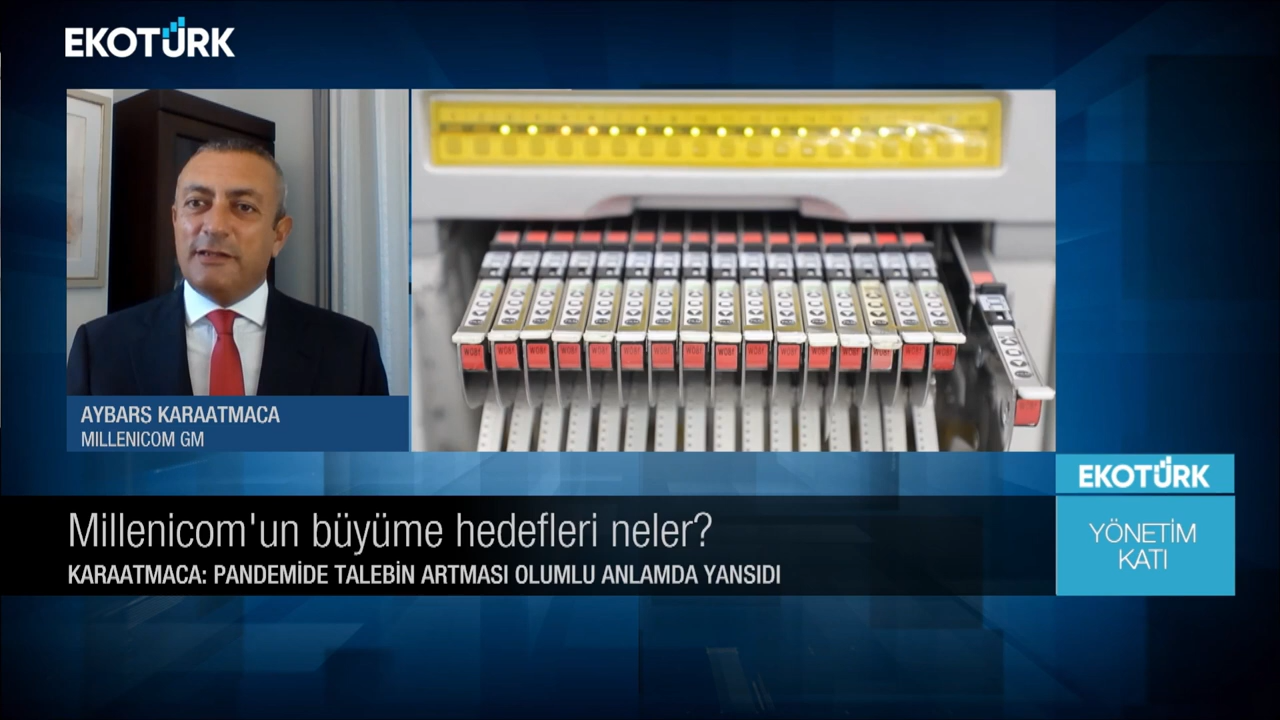 EKOTÜRK
AYBARS KARAATMACA
MILLENICOM GM
EKOTÜRK
Millenicom'un büyüme hedefleri neler?
KARAATMACA: PANDEMİDE TALEBİN ARTMASI OLUMLU ANLAMDA YANSIDI
YÖNETİM
KATI